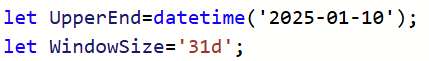 let UpperEnd=datetime('2025-01-10');
let WindowSize='31d';